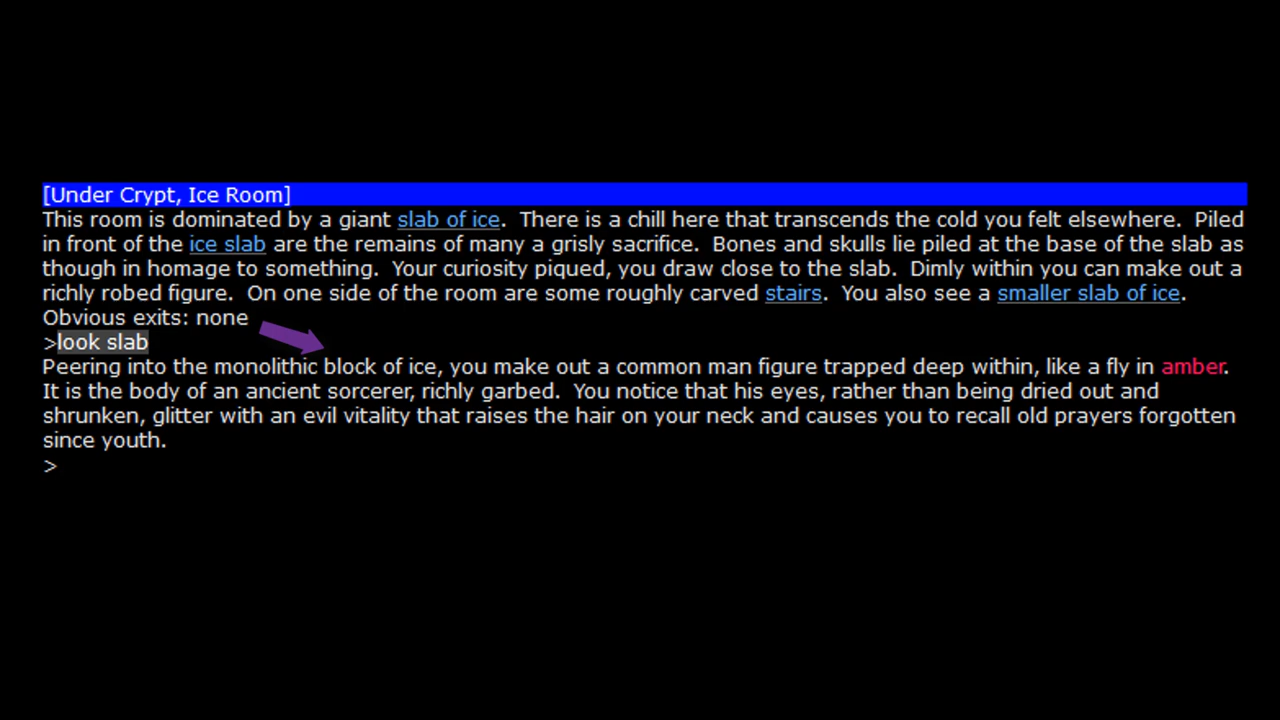 [Under Crypt, Ice Room]
This room is dominated by a giant slab of ice.  There is a chill here that transcends the cold you felt elsewhere.  Piled
in front of the ice slab are the remains of many a grisly sacrifice.  Bones and skulls lie piled at the base of the slab as
though in homage to something.  Your curiosity piqued, you draw close to the slab.  Dimly within you can make out a
richly robed figure.  On one side of the room are some roughly carved stairs.  You also see a smaller slab of ice.
Obvious exits: none
>look slab
Peering into the monolithic block of ice, you make out a common man figure trapped deep within, like a fly in amber.
It is the body of an ancient sorcerer, richly garbed.  You notice that his eyes, rather than being dried out and
shrunken, glitter with an evil vitality that raises the hair on your neck and causes you to recall old prayers forgotten
since youth.
>